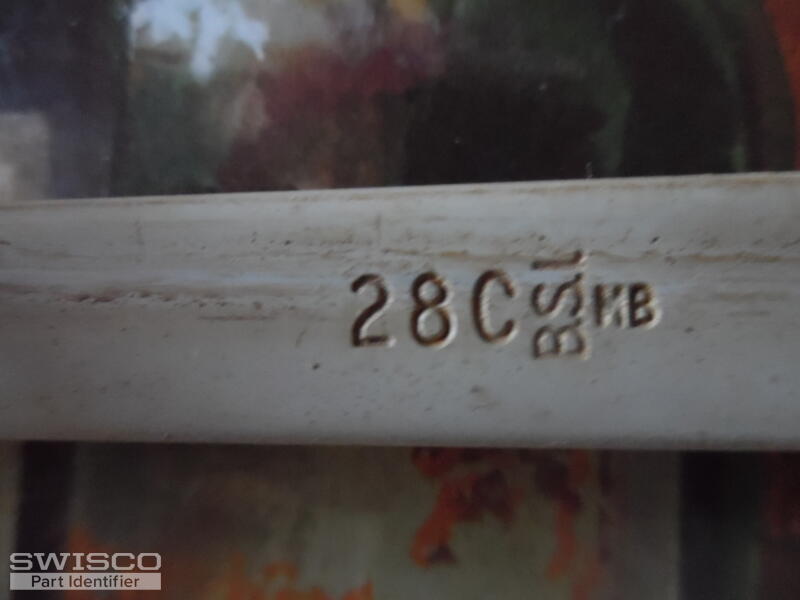 28C BSI MB
SWISCO
Part Identifier